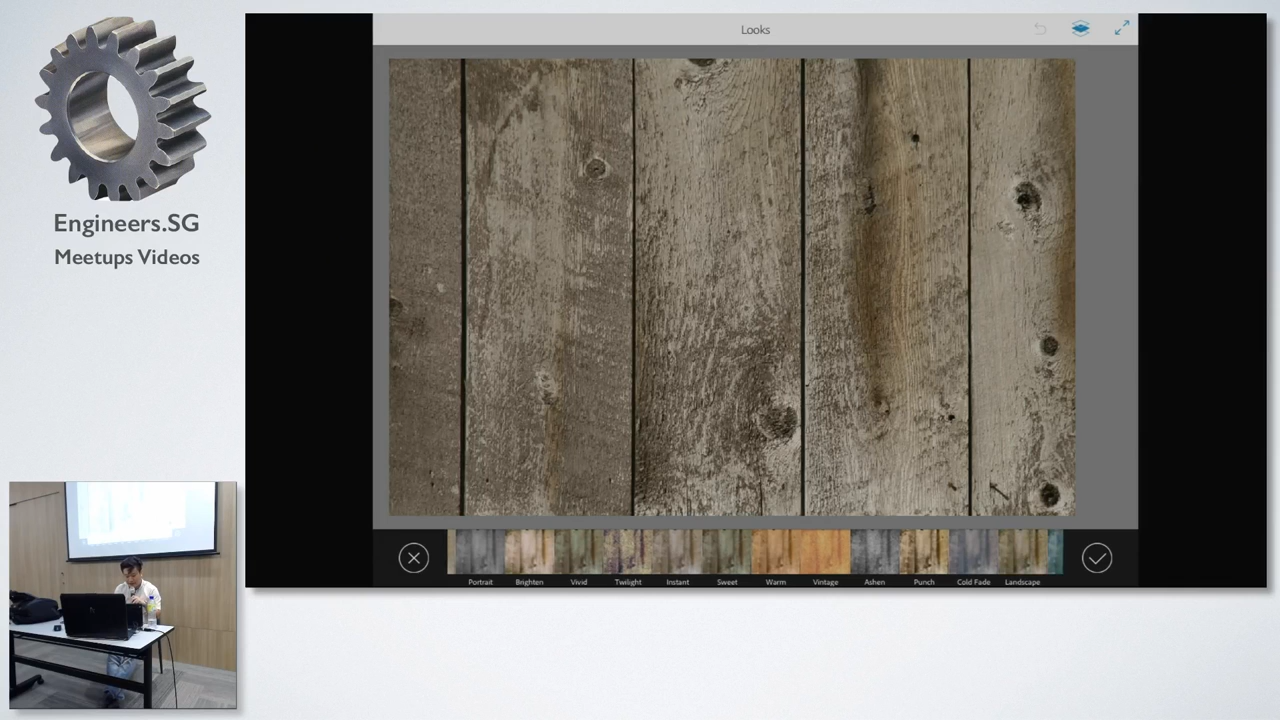 Engineers.SG
Meetups Videos
Looks
Portrait Brighten Vivid Twilight Instant Sweet Warm Vintage Ashen Punch Cold Fade Landscape